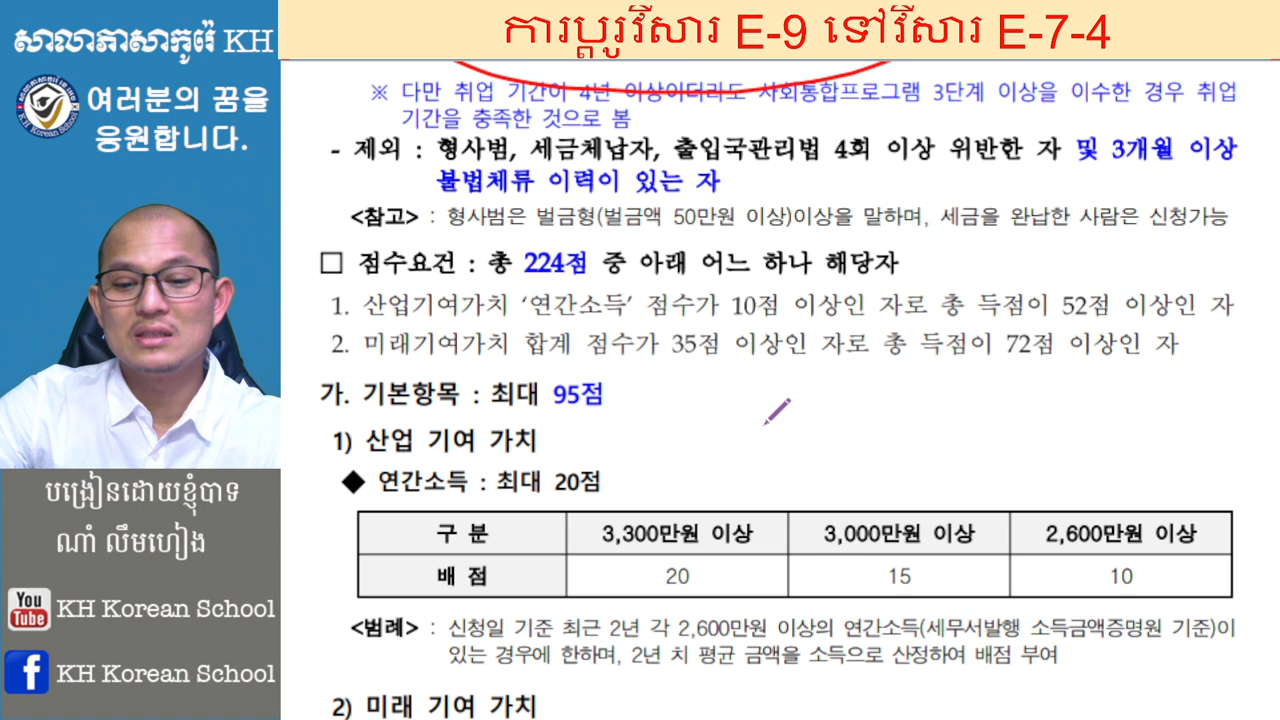 សាលាភាសាកូរ៉េ KH
여러분의 꿈을
응원합니다.
បង្រៀនដោយខ្ញុំបាទ
ណាំ លឹមហៀង
You
Tube
KH Korean School
KH Korean School
ការប្តូរវីសារ E-9 ទៅវីសារ E-7-4
※ 다만 취업 기간이 4년 이상이더라도 사회통합프로그램 3단계 이상을 이수한 경우 취업
기간을 충족한 것으로 봄
- 제외 : 형사범, 세금체납자, 출입국관리법 4회 이상 위반한 자 및 3개월 이상
불법체류 이력이 있는 자
<참고> : 형사범은 벌금형(벌금액 50만원 이상)이상을 말하며, 세금을 완납한 사람은 신청가능
□ 점수요건 : 총 224점 중 아래 어느 하나 해당자
1. 산업기여가치 ‘연간소득’ 점수가 10점 이상인 자로 총 득점이 52점 이상인 자
2. 미래기여가치 합계 점수가 35점 이상인 자로 총 득점이 72점 이상인 자
가. 기본항목 : 최대 95점
1) 산업 기여 가치
◆ 연간소득 : 최대 20점
구 분 3,300만원 이상 3,000만원 이상 2,600만원 이상
배 점 20 15 10
<범례> : 신청일 기준 최근 2년 각 2,600만원 이상의 연간소득(세무서발행 소득금액증명원 기준)이
있는 경우에 한하며, 2년 치 평균 금액을 소득으로 산정하여 배점 부여
2) 미래 기여 가치